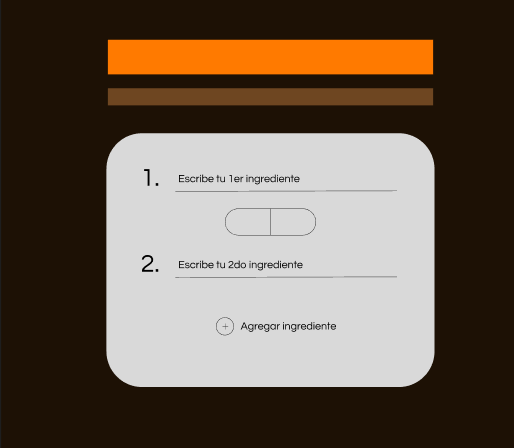 1. Escribe tu 1er ingrediente
2. Escribe tu 2do ingrediente
+ Agregar ingrediente